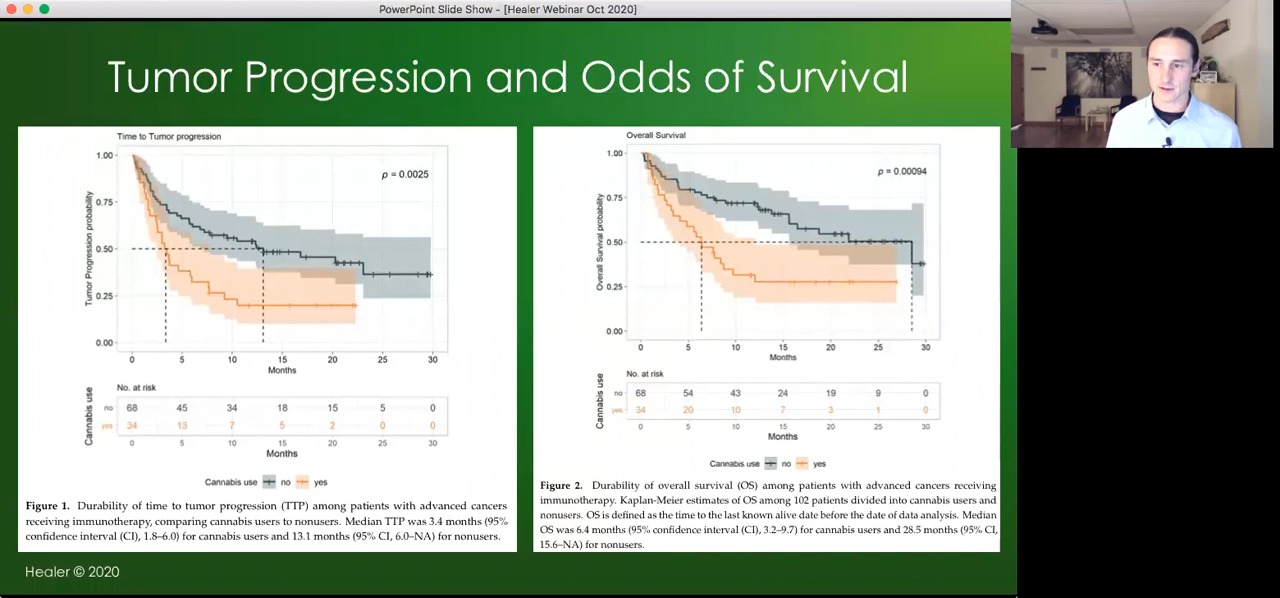 PowerPoint Slide Show - [Healer Webinar Oct 2020]
Tumor Progression and Odds of Survival
Time to Tumor progression
p = 0.0025
Tumor Progression probability
1.00
0.75
0.50
0.25
0.00
0 5 10 15 20 25 30
Months
No. at risk
Cannabis use
no 68 45 34 18 15 5 0
yes 34 13 7 5 2 0 0
0 5 10 15 20 25 30
Months
Cannabis use no yes
Figure 1. Durability of time to tumor progression (TTP) among patients with advanced cancers
receiving immunotherapy, comparing cannabis users to nonusers. Median TTP was 3.4 months (95%
confidence interval (CI), 1.8–6.0) for cannabis users and 13.1 months (95% CI, 6.0–NA) for nonusers.
Overall Survival
p = 0.00094
Overall Survival probability
1.00
0.75
0.50
0.25
0.00
0 5 10 15 20 25 30
Months
No. at risk
Cannabis use
no 68 54 43 24 19 9 0
yes 34 20 10 7 3 1 0
0 5 10 15 20 25 30
Months
Cannabis use no yes
Figure 2. Durability of overall survival (OS) among patients with advanced cancers receiving
immunotherapy. Kaplan-Meier estimates of OS among 102 patients divided into cannabis users and
nonusers. OS is defined as the time to the last known alive date before the date of data analysis. Median
OS was 6.4 months (95% confidence interval (CI), 3.2–9.7) for cannabis users and 28.5 months (95% CI,
15.6–NA) for nonusers.
Healer © 2020